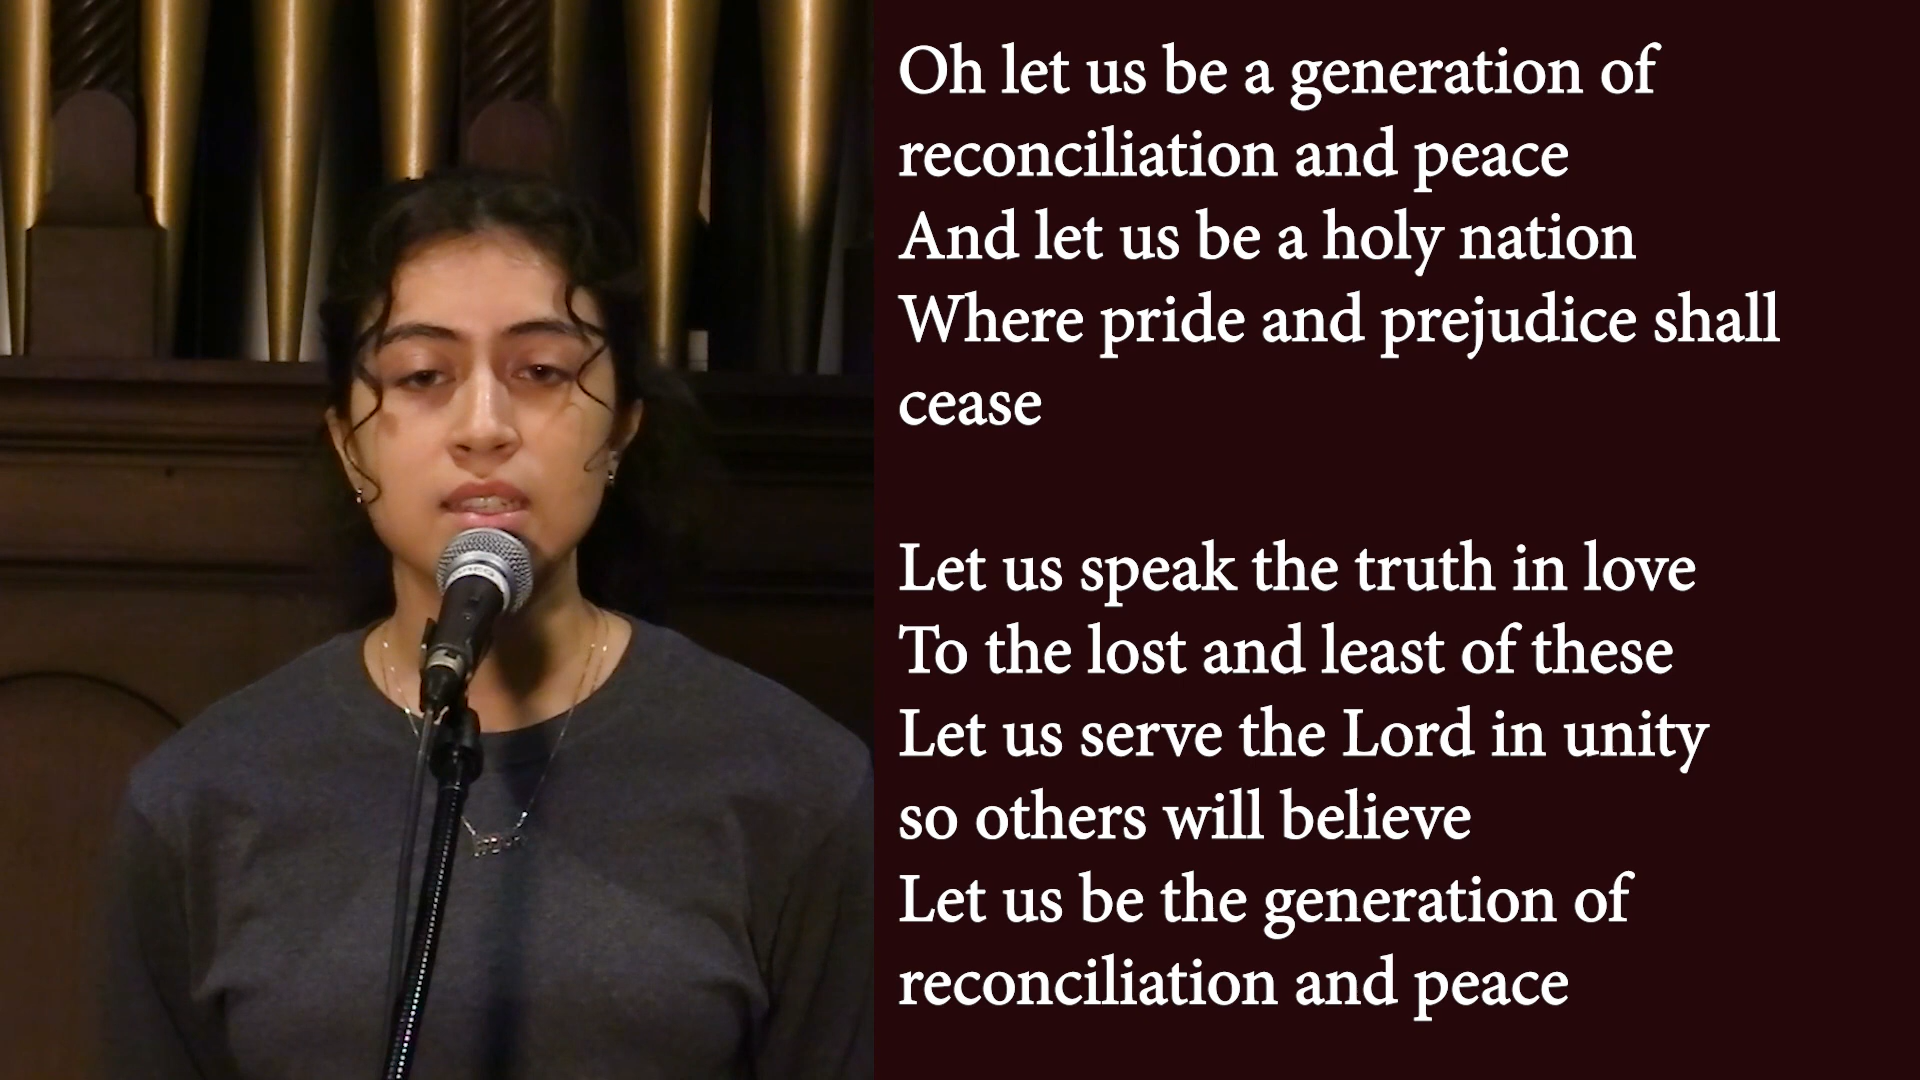 Oh let us be a generation of
reconciliation and peace
And let us be a holy nation
Where pride and prejudice shall
cease
Let us speak the truth in love
To the lost and least of these
Let us serve the Lord in unity
so others will believe
Let us be the generation of
reconciliation and peace